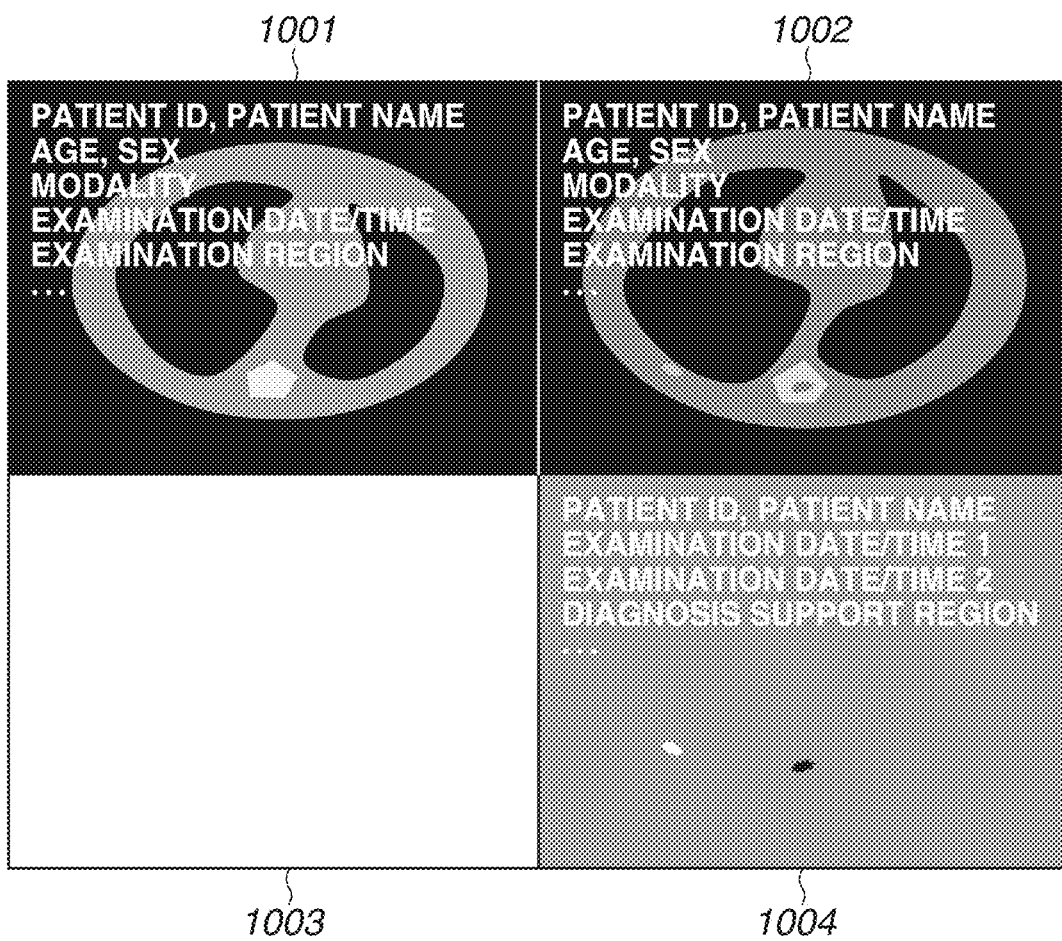 1001
1002
PATIENT ID, PATIENT NAME
AGE, SEX
MODALITY
EXAMINATION DATE/TIME
EXAMINATION REGION
...
PATIENT ID, PATIENT NAME
AGE, SEX
MODALITY
EXAMINATION DATE/TIME
EXAMINATION REGION
...
PATIENT ID, PATIENT NAME
EXAMINATION DATE/TIME 1
EXAMINATION DATE/TIME 2
DIAGNOSIS SUPPORT REGION
...
1003
1004